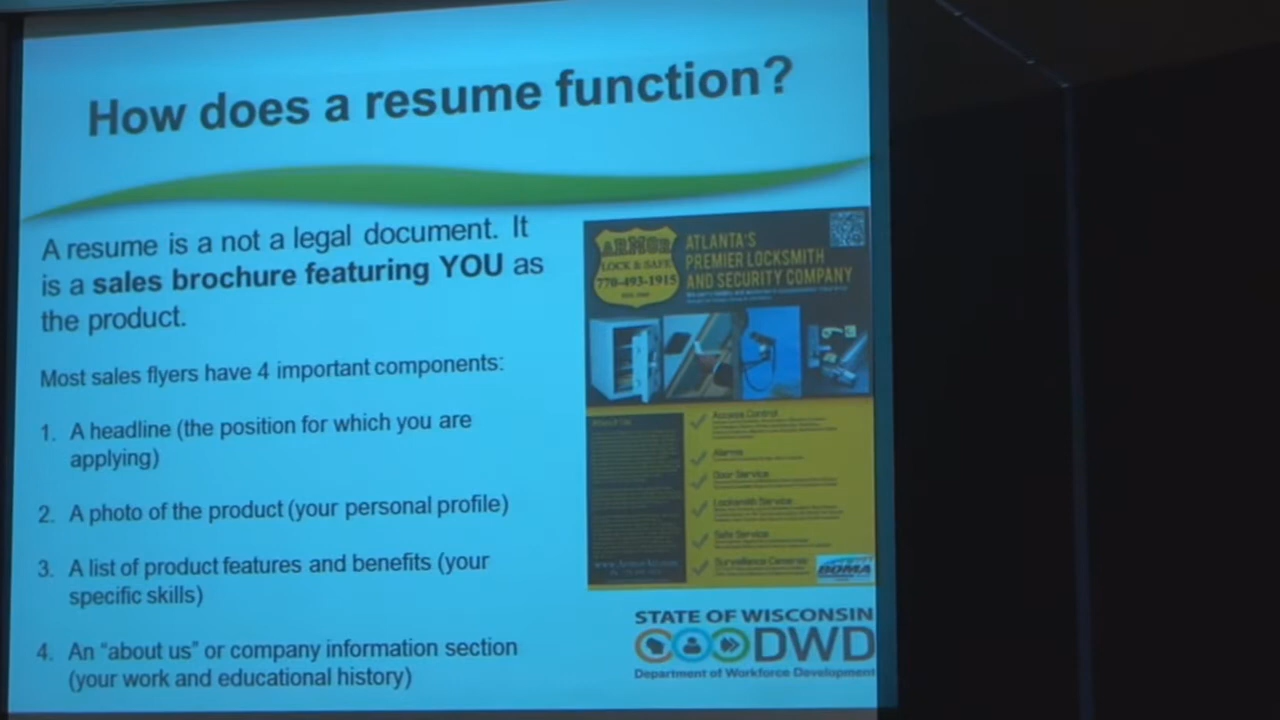 How does a resume function?
A resume is a not a legal document. It
is a sales brochure featuring YOU as
the product.
Most sales flyers have 4 important components:
1. A headline (the position for which you are
applying)
2. A photo of the product (your personal profile)
3. A list of product features and benefits (your
specific skills)
4. An “about us” or company information section
(your work and educational history)
ARMOR
LOCK & SAFE
770-493-1915
ATLANTA'S
PREMIER LOCKSMITH
AND SECURITY COMPANY
Access Control
Alarms
Door Service
Locksmith Service
Safe Service
Surveillance Cameras
BOMA
STATE OF WISCONSIN
DWD
Department of Workforce Development